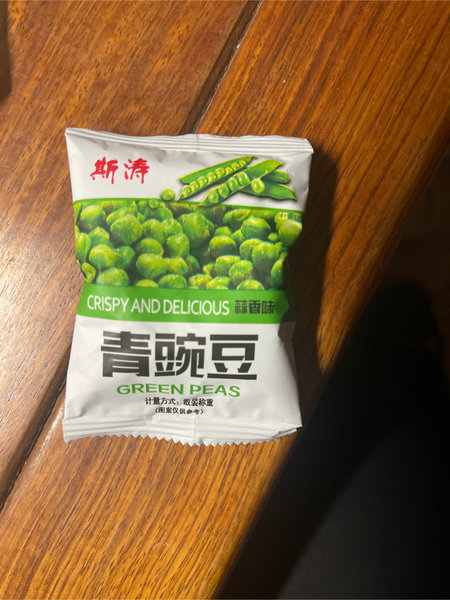 斯涛
CRISPY AND DELICIOUS 蒜香味
青豌豆
GREEN PEAS
计量方式：散装称重
（图案仅供参考）